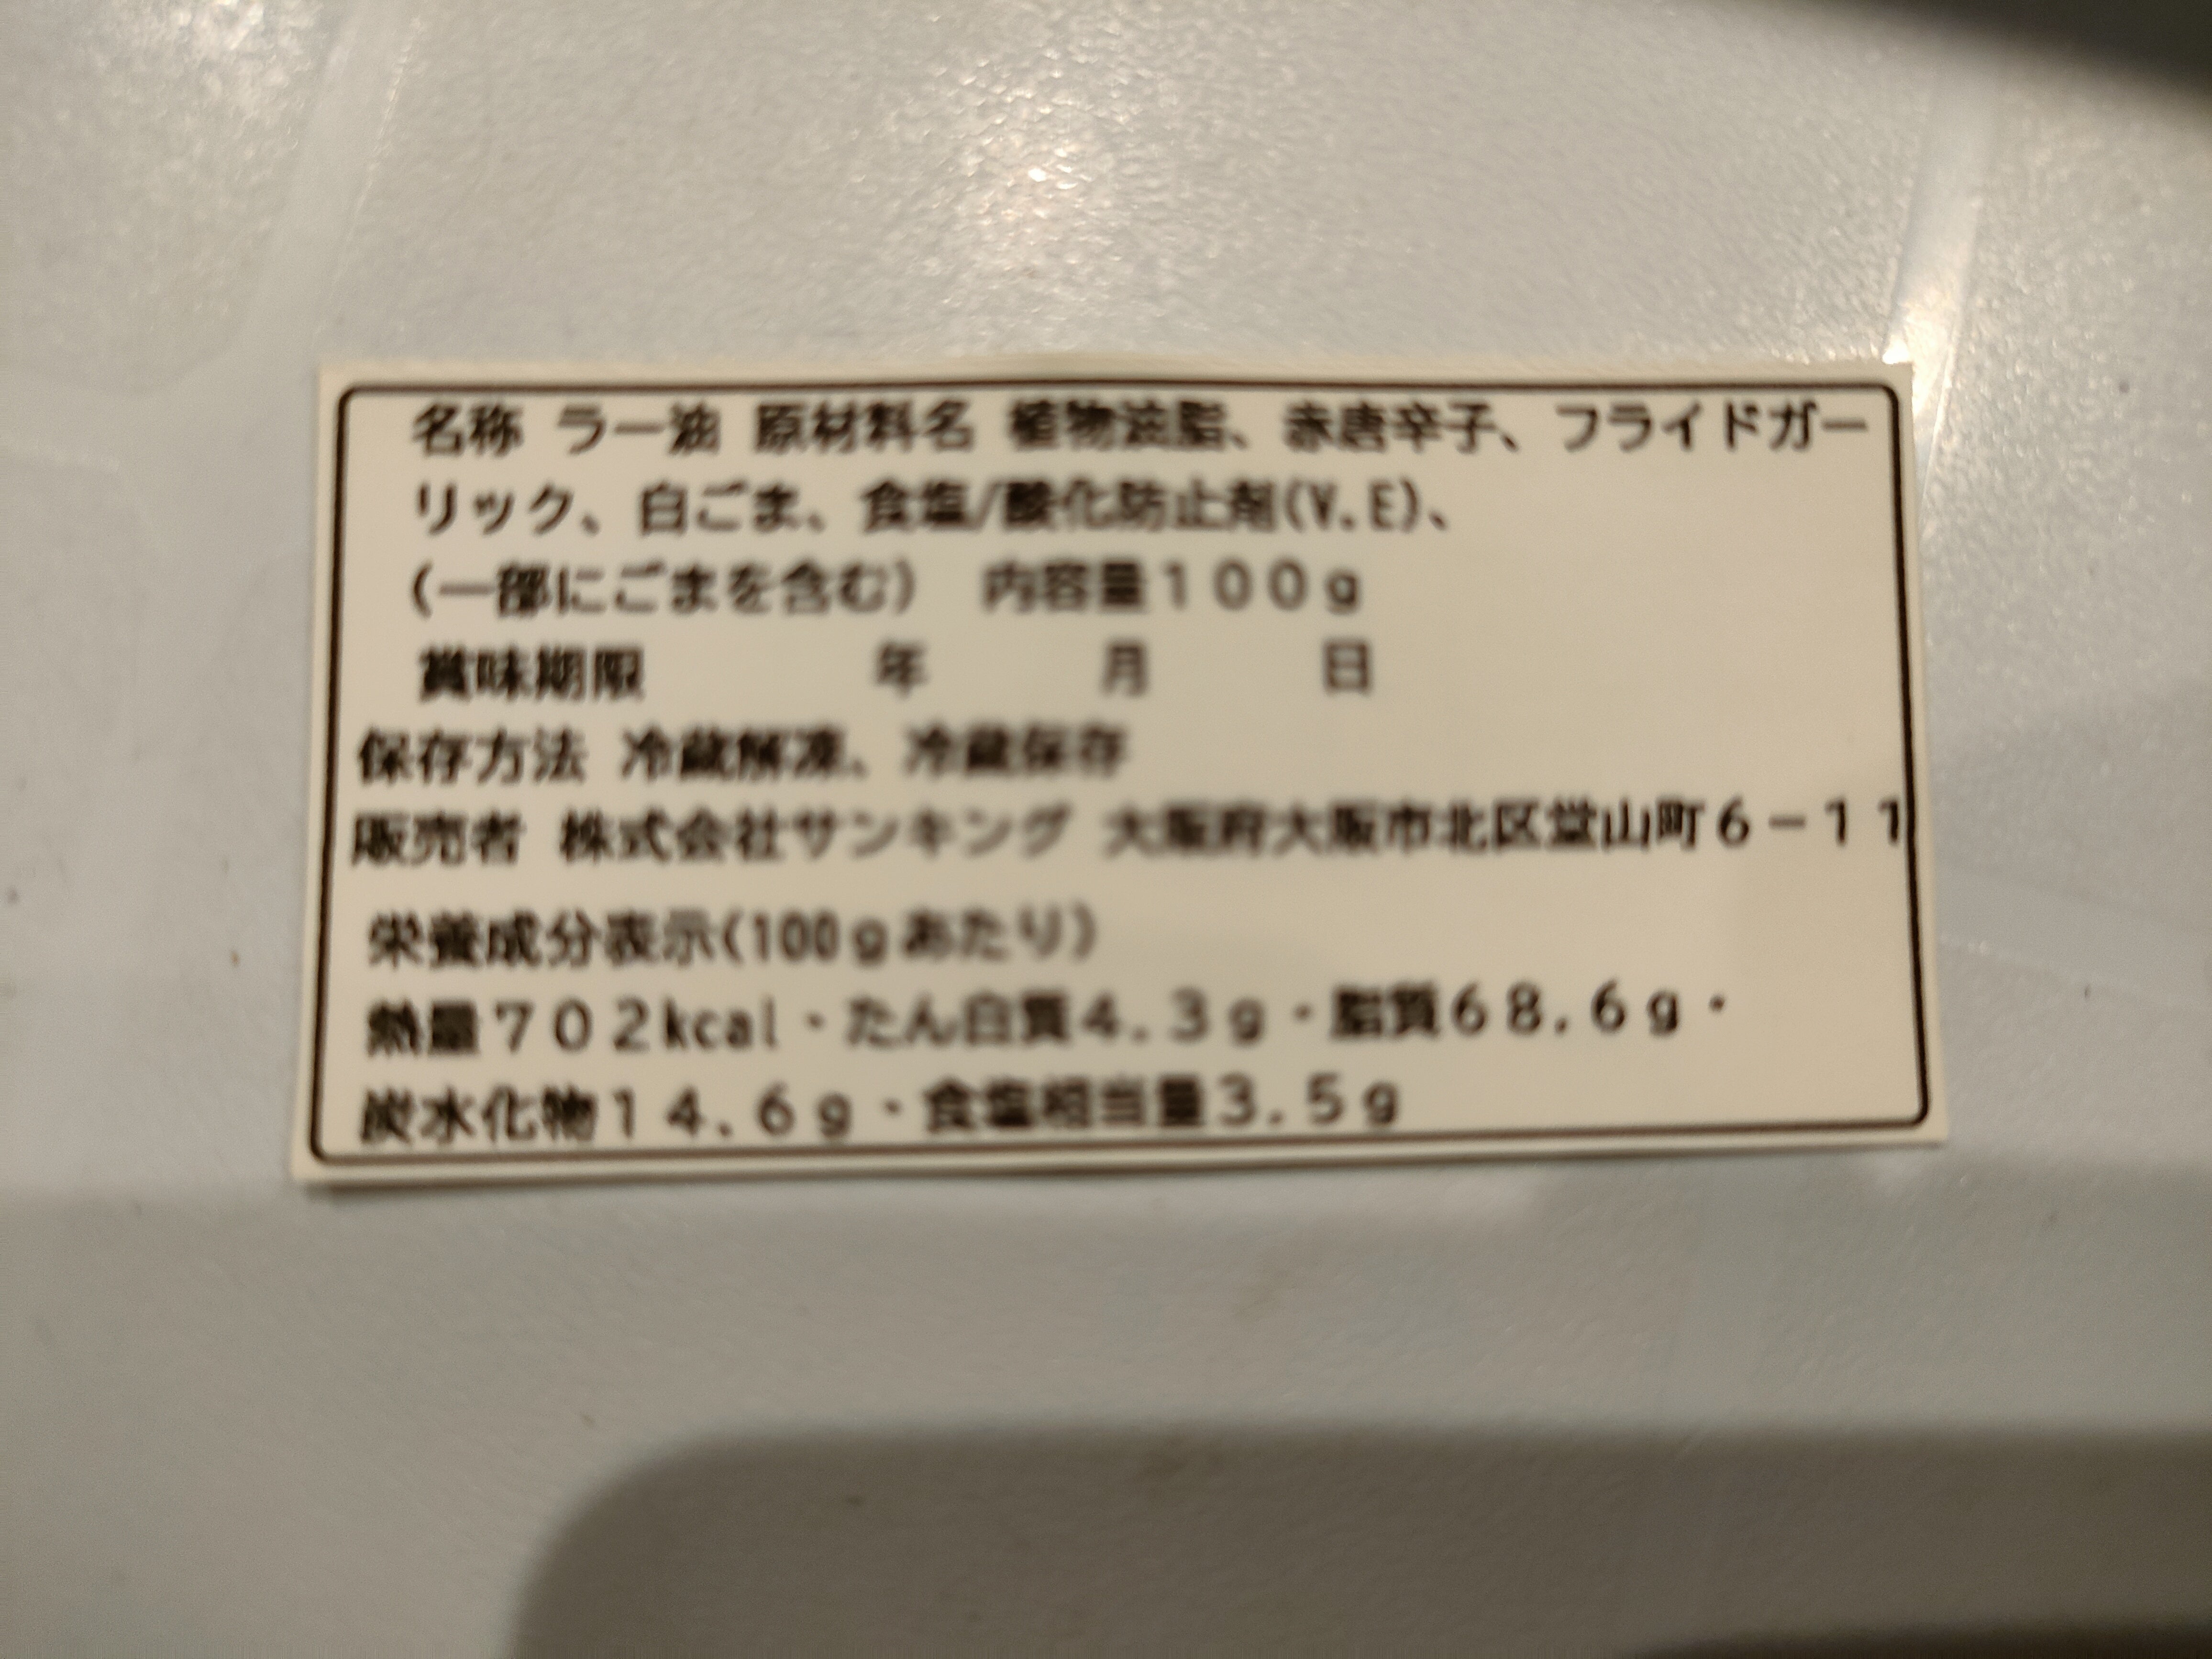 名称 ラー油 原材料名 植物油脂、赤唐辛子、フライドガー
リック、白ごま、食塩/酸化防止剤(V.E)、
(一部にごまを含む) 内容量１００ｇ
賞味期限 年 月 日
保存方法 冷蔵解凍、冷蔵保存
販売者 株式会社サンキング 大阪府大阪市北区堂山町６－１１
栄養成分表示(100ｇあたり)
熱量７０２kcal・たん白質４.３ｇ・脂質６８.６ｇ・
炭水化物１４.６ｇ・食塩相当量３.５ｇ